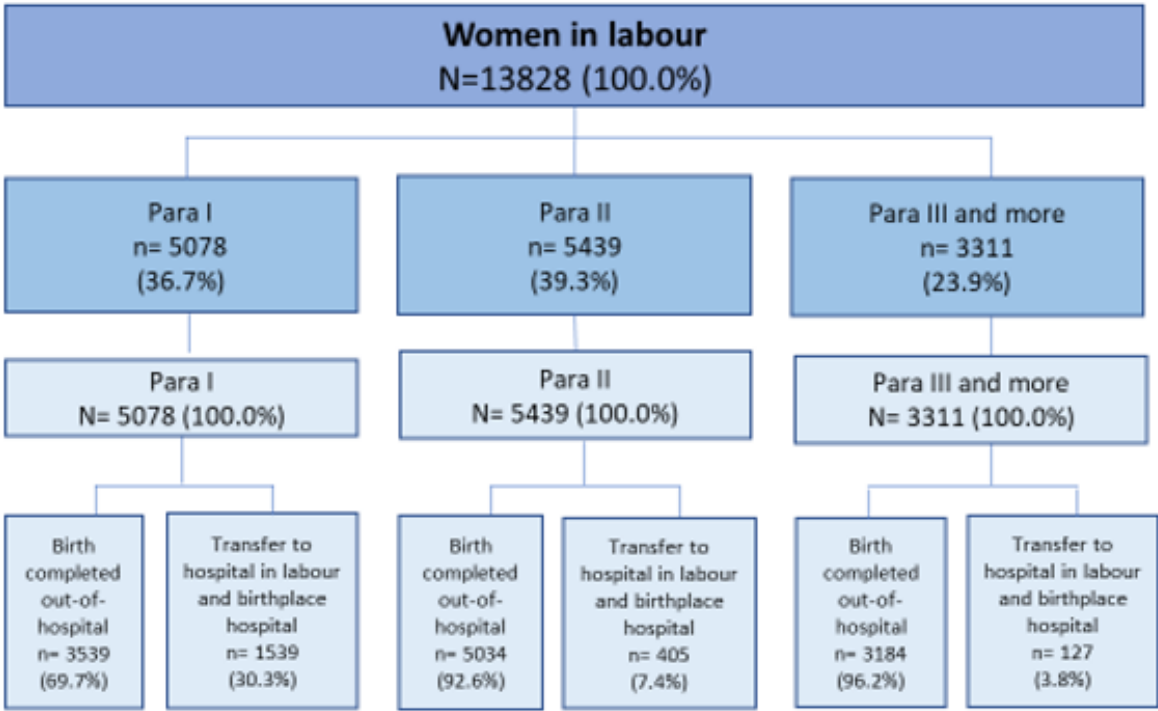 Women in labour
N=13828 (100.0%)
Para I
n= 5078
(36.7%)
Para II
n= 5439
(39.3%)
Para III and more
n= 3311
(23.9%)
Para I
N= 5078 (100.0%)
Para II
N= 5439 (100.0%)
Para III and more
N= 3311 (100.0%)
Birth
completed
out-of-
hospital
n= 3539
(69.7%)
Transfer to
hospital in labour
and birthplace
hospital
n= 1539
(30.3%)
Birth
completed
out-of-
hospital
n= 5034
(92.6%)
Transfer to
hospital in labour
and birthplace
hospital
n= 405
(7.4%)
Birth
completed
out-of-
hospital
n= 3184
(96.2%)
Transfer to
hospital in labour
and birthplace
hospital
n= 127
(3.8%)